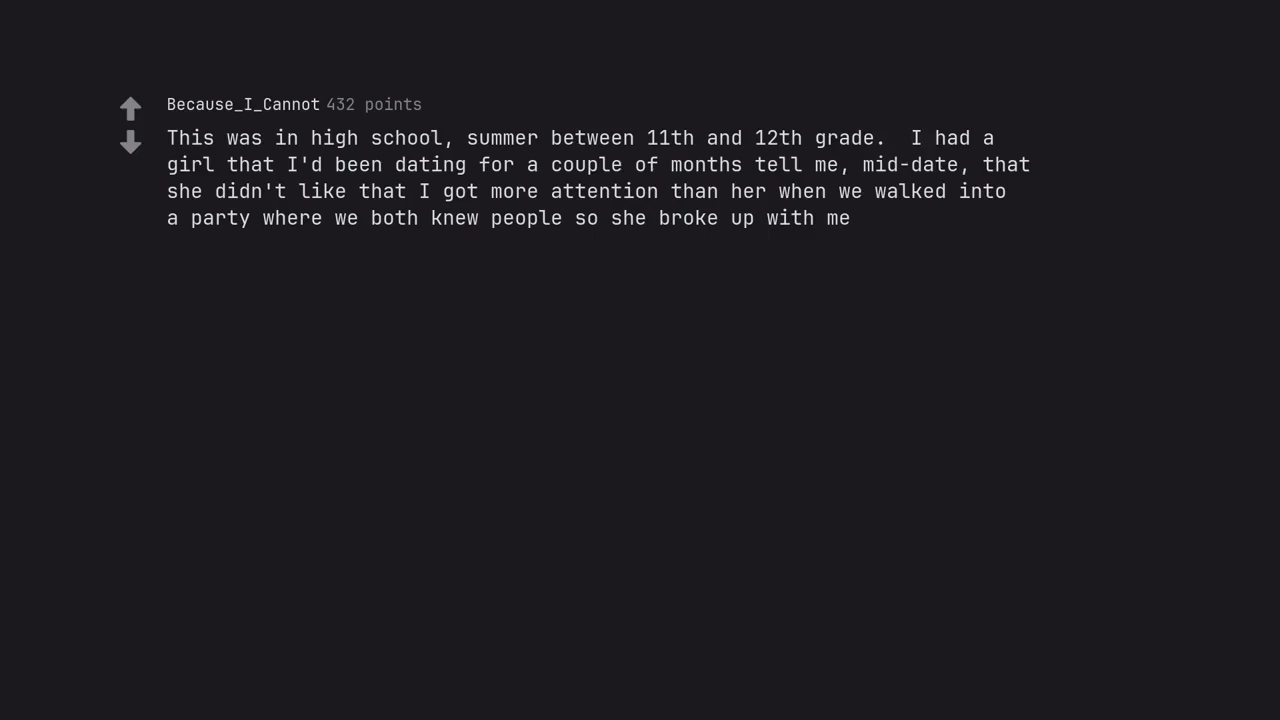 Because_I_Cannot 432 points
This was in high school, summer between 11th and 12th grade.  I had a
girl that I'd been dating for a couple of months tell me, mid-date, that
she didn't like that I got more attention than her when we walked into
a party where we both knew people so she broke up with me